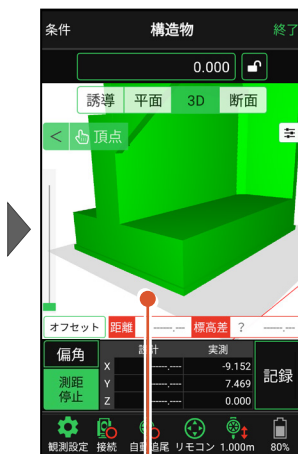 条件 構造物 終了
0.000
誘導 平面 3D 断面
< 頂点
オフセット 距離 -----.--- 標高差 ? -----.---
偏角 設計 実測
X -----.---- -9.152
測距停止 Y -----.---- 7.469 記録
Z -----.---- 0.000
観測設定 接続 自動追尾 リモコン 1.000m 80%